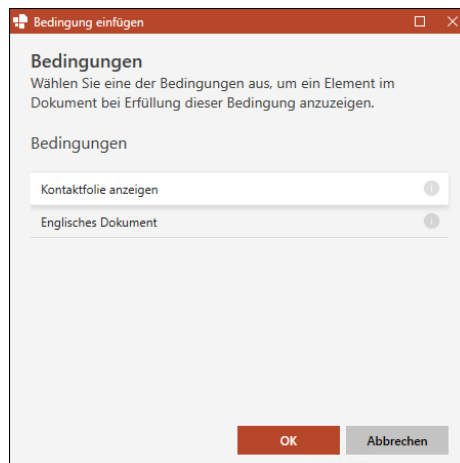 Bedingung einfügen
Bedingungen
Wählen Sie eine der Bedingungen aus, um ein Element im
Dokument bei Erfüllung dieser Bedingung anzuzeigen.
Bedingungen
Kontaktfolie anzeigen
Englisches Dokument
OK
Abbrechen